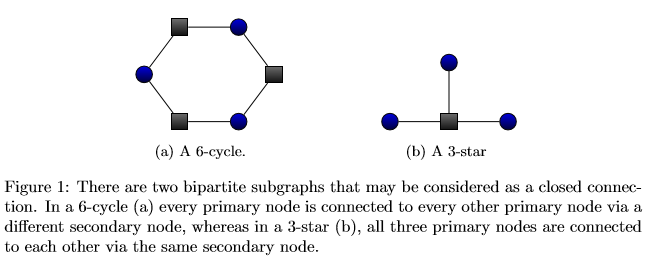 (a) A 6-cycle.
(b) A 3-star
Figure 1: There are two bipartite subgraphs that may be considered as a closed connec-
tion. In a 6-cycle (a) every primary node is connected to every other primary node via a
different secondary node, whereas in a 3-star (b), all three primary nodes are connected
to each other via the same secondary node.